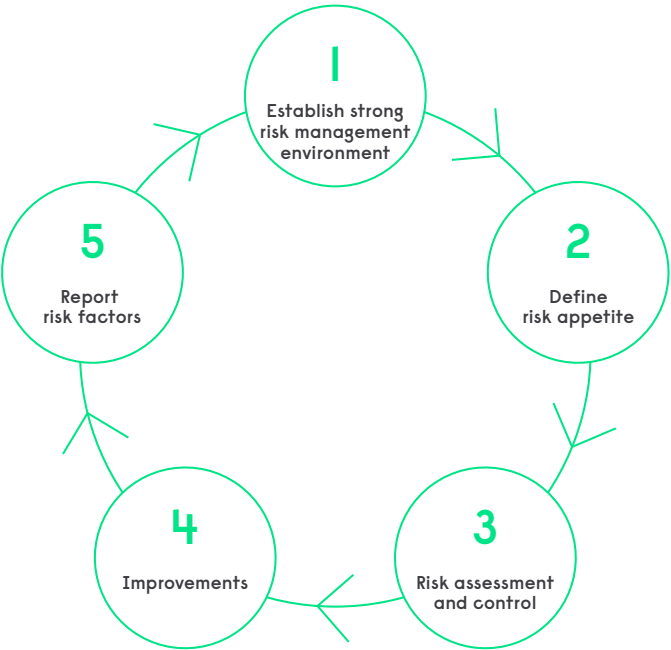 1
Establish strong
risk management
environment
2
Define
risk appetite
3
Risk assessment
and control
4
Improvements
5
Report
risk factors